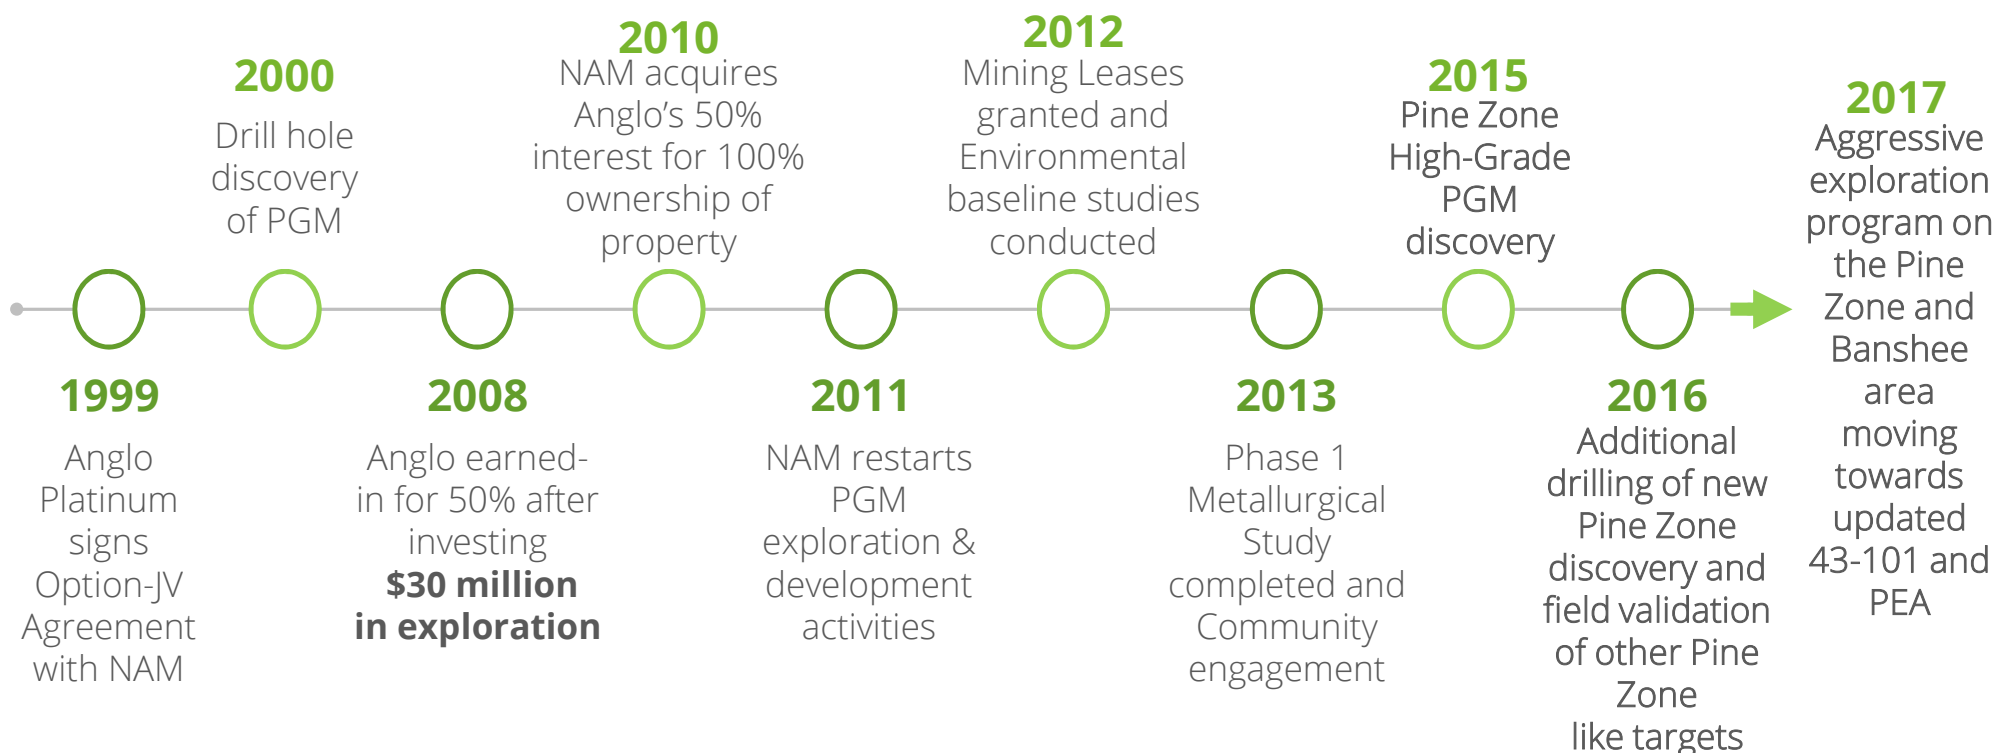 1999
Anglo
Platinum
signs
Option-JV
Agreement
with NAM
2000
Drill hole
discovery
of PGM
2008
Anglo earned-
in for 50% after
investing
$30 million
in exploration
2010
NAM acquires
Anglo’s 50%
interest for 100%
ownership of
property
2011
NAM restarts
PGM
exploration &
development
activities
2012
Mining Leases
granted and
Environmental
baseline studies
conducted
2013
Phase 1
Metallurgical
Study
completed and
Community
engagement
2015
Pine Zone
High-Grade
PGM
discovery
2016
Additional
drilling of new
Pine Zone
discovery and
field validation
of other Pine
Zone
like targets
2017
Aggressive
exploration
program on
the Pine
Zone and
Banshee
area
moving
towards
updated
43-101 and
PEA